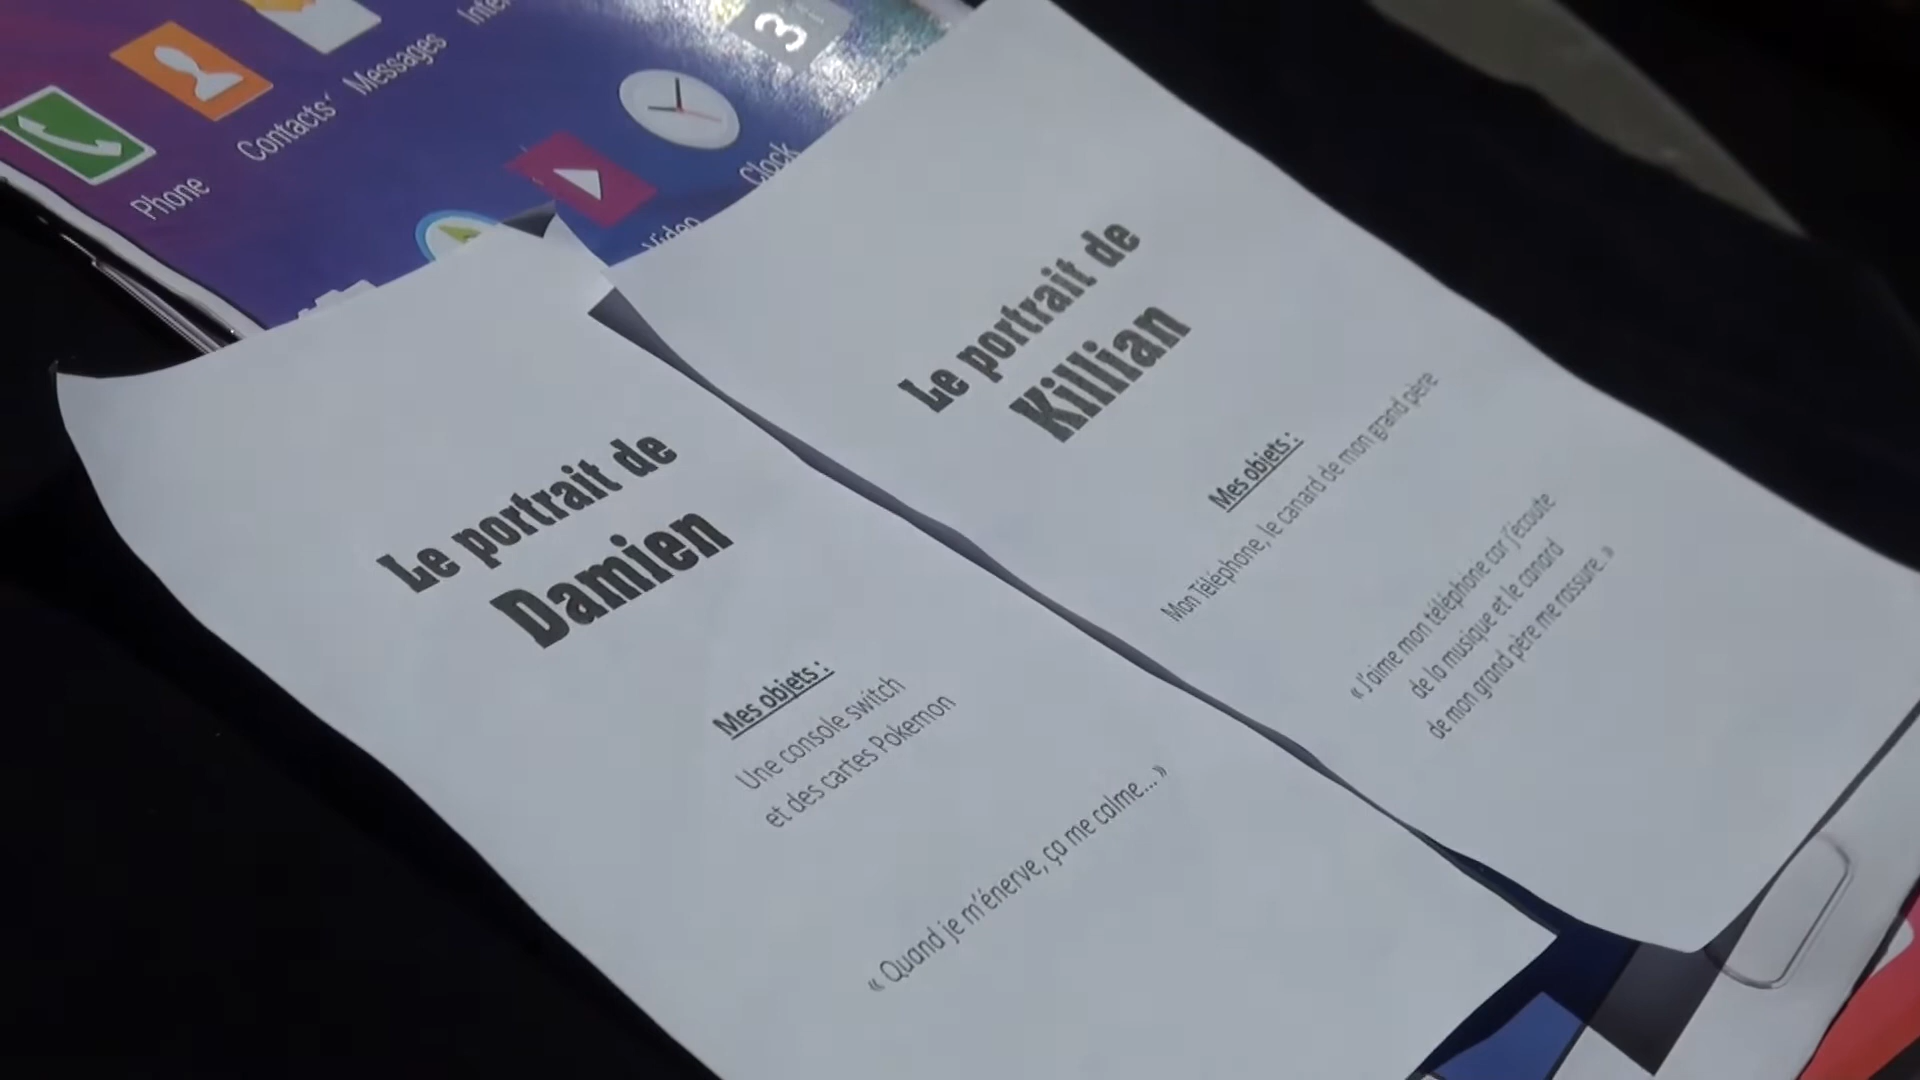 Messages
Contacts
Phone
3
Clock
Video
Le portrait de
Damien
Mes objets :
Une console switch
et des cartes Pokemon
« Quand je m'énerve, ça me calme... »
Le portrait de
Killian
Mes objets :
Mon Téléphone, le canard de mon grand père
« J'aime mon téléphone car j'écoute
de la musique et le canard
de mon grand père me rassure.. »